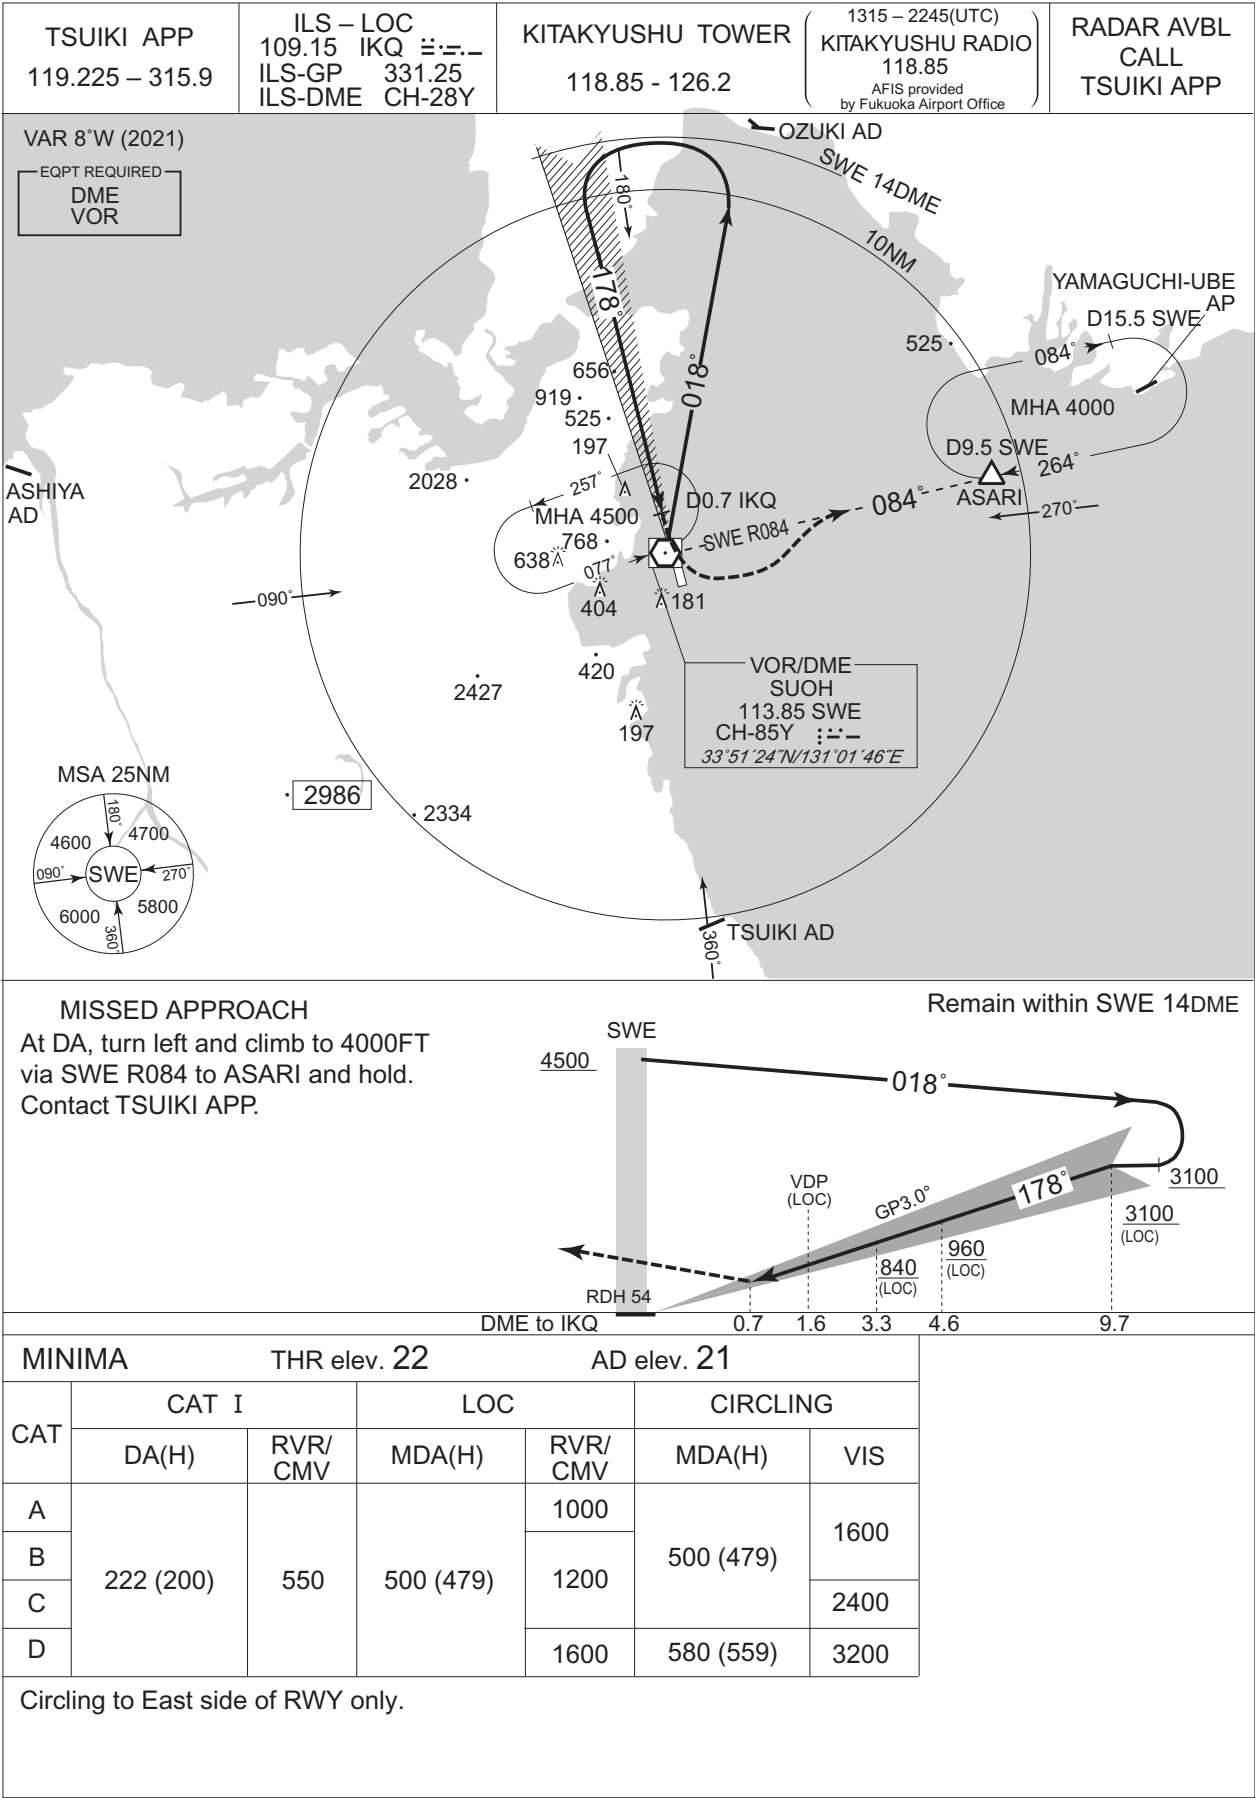 TSUIKI APP
119.225 – 315.9
ILS – LOC
109.15 IKQ
ILS-GP 331.25
ILS-DME CH-28Y
KITAKYUSHU TOWER
118.85 - 126.2
1315 – 2245(UTC)
KITAKYUSHU RADIO
118.85
AFIS provided
by Fukuoka Airport Office
RADAR AVBL
CALL
TSUIKI APP
VAR 8°W (2021)
EQPT REQUIRED
DME
VOR
OZUKI AD
SWE 14DME
10NM
180°
178°
018°
YAMAGUCHI-UBE
AP
D15.5 SWE
084°
525
MHA 4000
D9.5 SWE
264°
ASARI
270°
084°
SWE R084
656
919
525
197
2028
257°
D0.7 IKQ
MHA 4500
768
638
077°
404
181
ASHIYA
AD
090°
420
2427
197
VOR/DME
SUOH
113.85 SWE
CH-85Y
33°51´24˝N/131°01´46˝E
MSA 25NM
180°
4600
4700
090°
SWE
270°
6000
5800
360°
2986
2334
TSUIKI AD
360°
MISSED APPROACH
At DA, turn left and climb to 4000FT
via SWE R084 to ASARI and hold.
Contact TSUIKI APP.
Remain within SWE 14DME
SWE
4500
018°
VDP
(LOC)
GP3.0°
178°
3100
3100
(LOC)
960
(LOC)
840
(LOC)
RDH 54
DME to IKQ 0.7 1.6 3.3 4.6 9.7
MINIMA THR elev. 22 AD elev. 21
CAT
CAT I
LOC
CIRCLING
DA(H)
RVR/
CMV
MDA(H)
RVR/
CMV
MDA(H)
VIS
A
B
C
D
222 (200)
550
500 (479)
1000
1200
1600
500 (479)
580 (559)
1600
2400
3200
Circling to East side of RWY only.